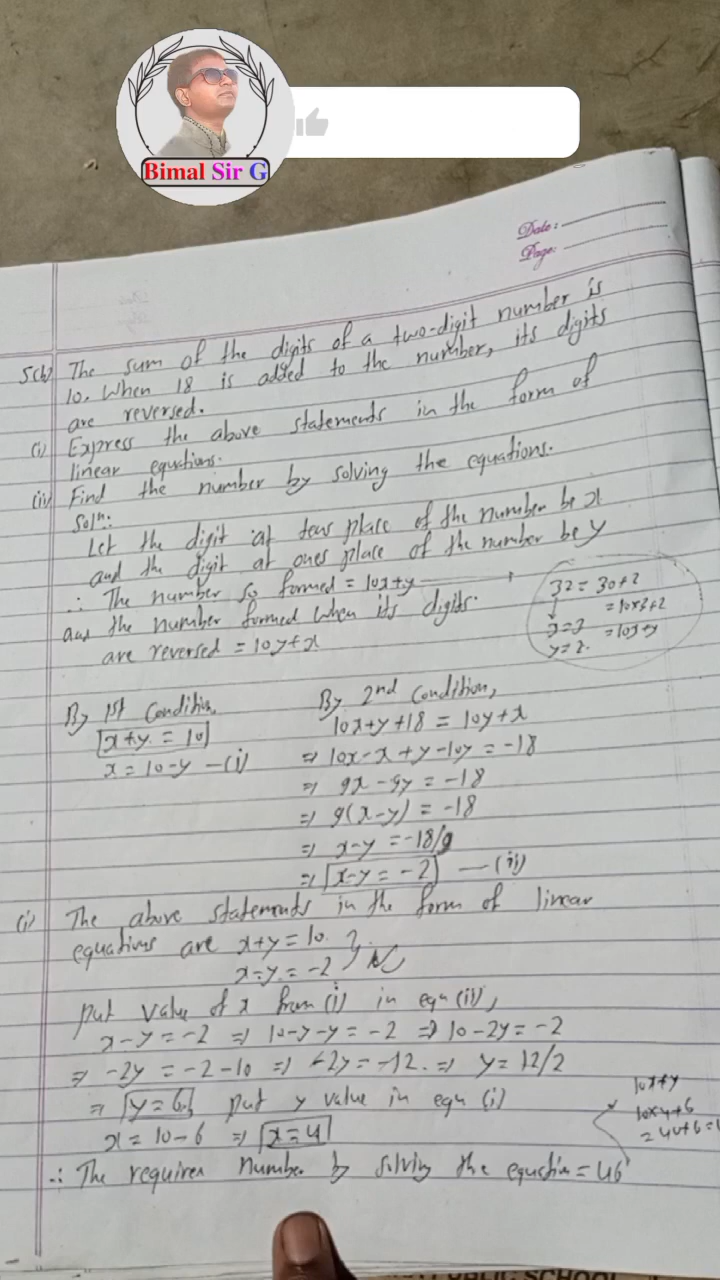 Bimal Sir G
Date:
Page:
5(b) The sum of the digits of a two-digit number is
10. When 18 is added to the number, its digits
are reversed.
(i) Express the above statements in the form of
linear equations.
(ii) Find the number by solving the equations.
Solⁿ:
Let the digit at tens place of the number be x
and the digit at ones place of the number be y
∴ The number so formed = 10x+y
and the number formed when its digits.
are reversed = 10y+x
32 = 30+2
= 10×3+2
x=3 = 10x+y
y=2.
By 1st Condition,
x+y = 10
x = 10-y —(i)
By 2nd Condition,
10x+y+18 = 10y+x
⇒ 10x-x+y-10y = -18
⇒ 9x-9y = -18
⇒ 9(x-y) = -18
⇒ x-y = -18/9
⇒ x-y = -2 —(ii)
(i) The above statements in the form of linear
equations are x+y=10
x-y=-2
put value of x from (i) in eqn (ii),
x-y=-2 ⇒ 10-y-y = -2 ⇒ 10-2y=-2
⇒ -2y = -2-10 ⇒ -2y=-12. ⇒ y=12/2
⇒ y=6 put y value in eqn (i)
x = 10-6 ⇒ x=4
10x+y
10×4+6
= 40+6=
∴ The required number by solving the equation = 46
PUBLIC SCHOOL